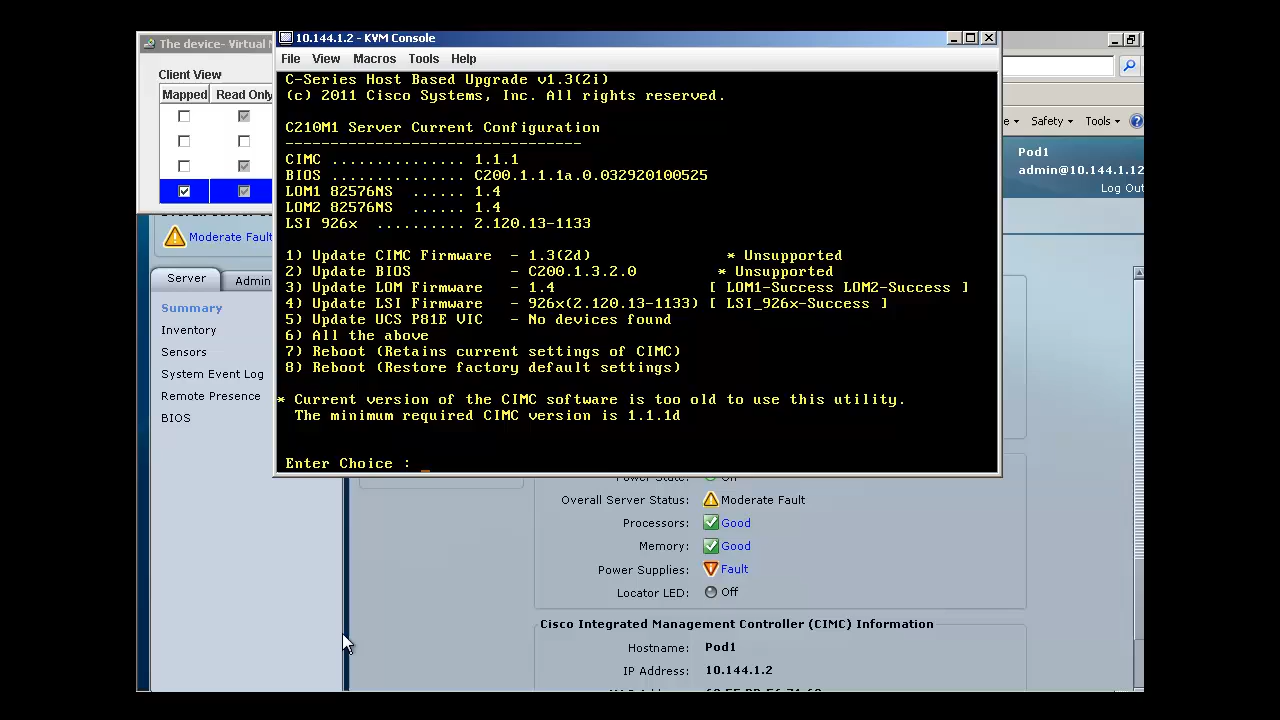 The device- Virtual
Client View
Mapped Read Only
10.144.1.2 - KVM Console
File View Macros Tools Help
C-Series Host Based Upgrade v1.3(2i)
(c) 2011 Cisco Systems, Inc. All rights reserved.
C210M1 Server Current Configuration
---------------------------------
CIMC ............... 1.1.1
BIOS ............... C200.1.1.1a.0.032920100525
LOM1 82576NS ...... 1.4
LOM2 82576NS ...... 1.4
LSI 926x .......... 2.120.13-1133
1) Update CIMC Firmware - 1.3(2d) * Unsupported
2) Update BIOS - C200.1.3.2.0 * Unsupported
3) Update LOM Firmware - 1.4 [ LOM1-Success LOM2-Success ]
4) Update LSI Firmware - 926x(2.120.13-1133) [ LSI_926x-Success ]
5) Update UCS P81E VIC - No devices found
6) All the above
7) Reboot (Retains current settings of CIMC)
8) Reboot (Restore factory default settings)
* Current version of the CIMC software is too old to use this utility.
The minimum required CIMC version is 1.1.1d
Enter Choice : _
Safety Tools
Pod1
admin@10.144.1.12
Log Out
Moderate Fault
Server Admin
Summary
Inventory
Sensors
System Event Log
Remote Presence
BIOS
Overall Server Status: Moderate Fault
Processors: Good
Memory: Good
Power Supplies: Fault
Locator LED: Off
Cisco Integrated Management Controller (CIMC) Information
Hostname: Pod1
IP Address: 10.144.1.2